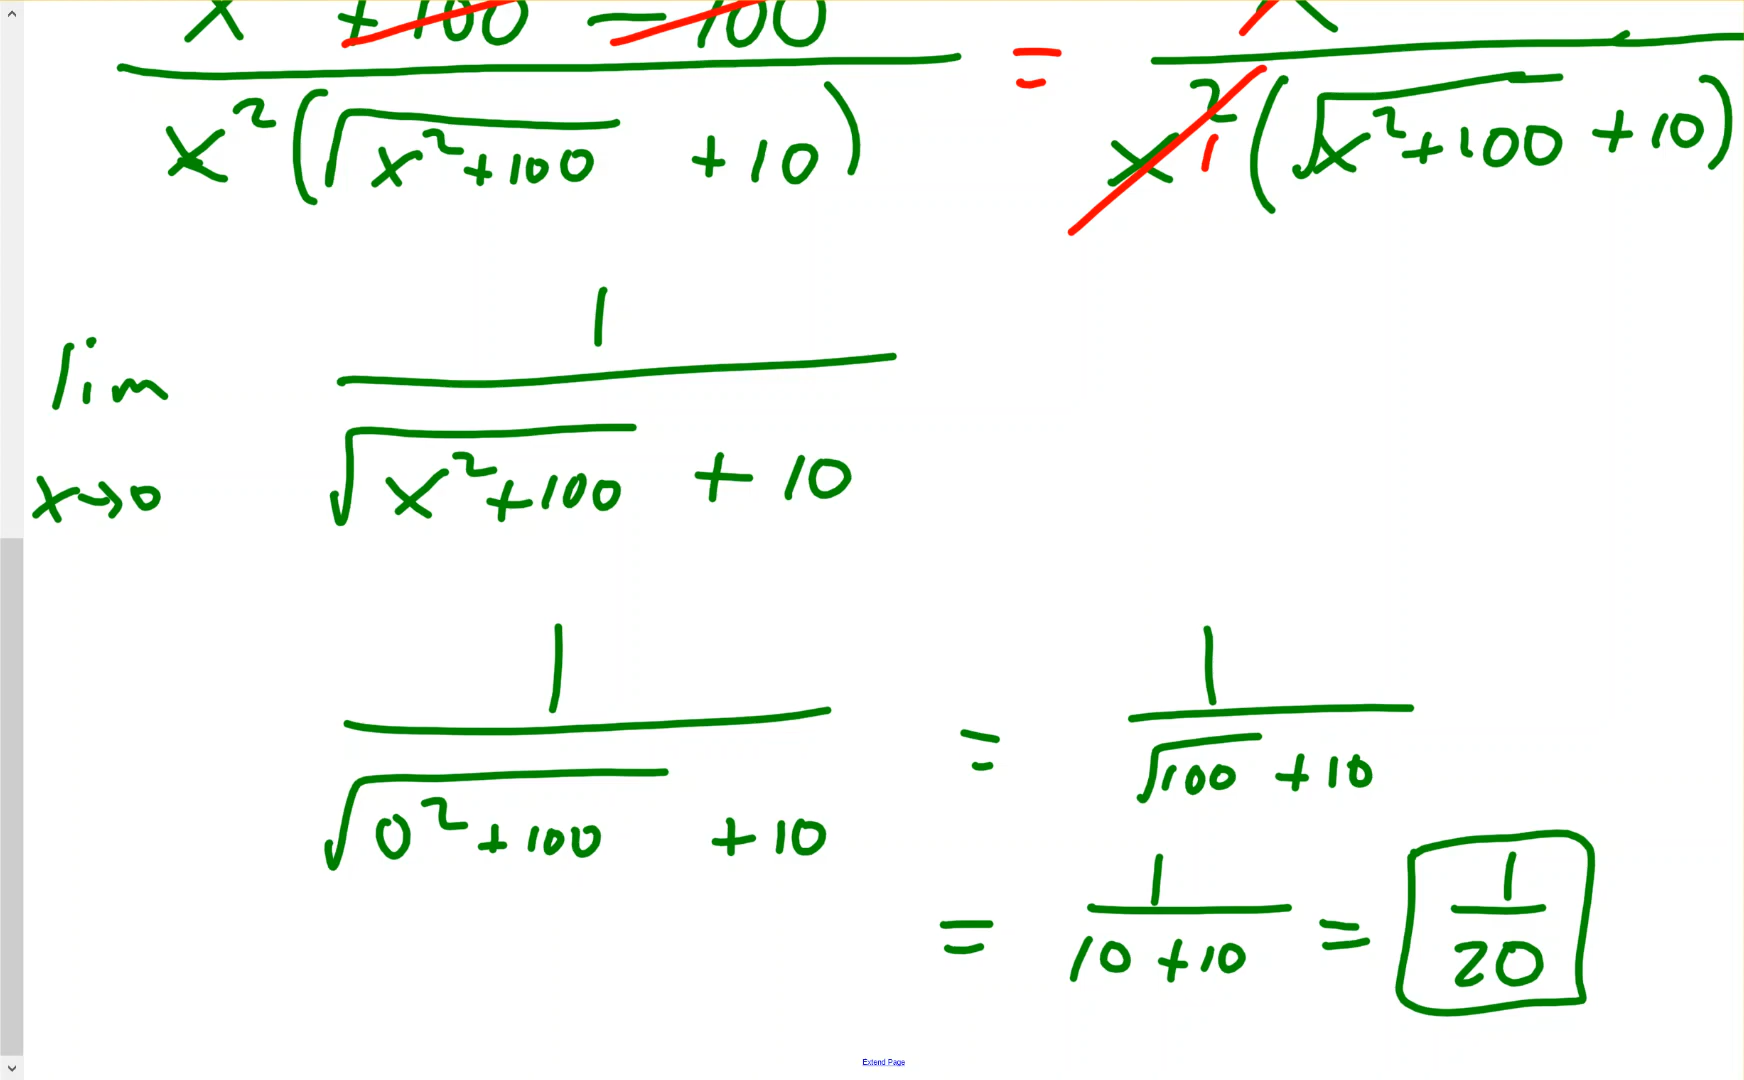 x + 100 - 100 = x
x² (√x² + 100 + 10) x² 1 (√x² + 100 + 10)
1
lim
√x² + 100 + 10
x → 0
1 1
= √100 + 10
√0² + 100 + 10
= 1/10 + 10 = 1/20
Extend Page